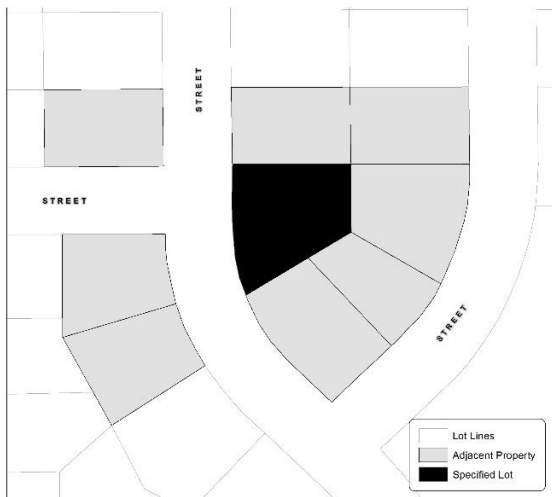 STREET
STREET
STREET
Lot Lines
Adjacent Property
Specified Lot